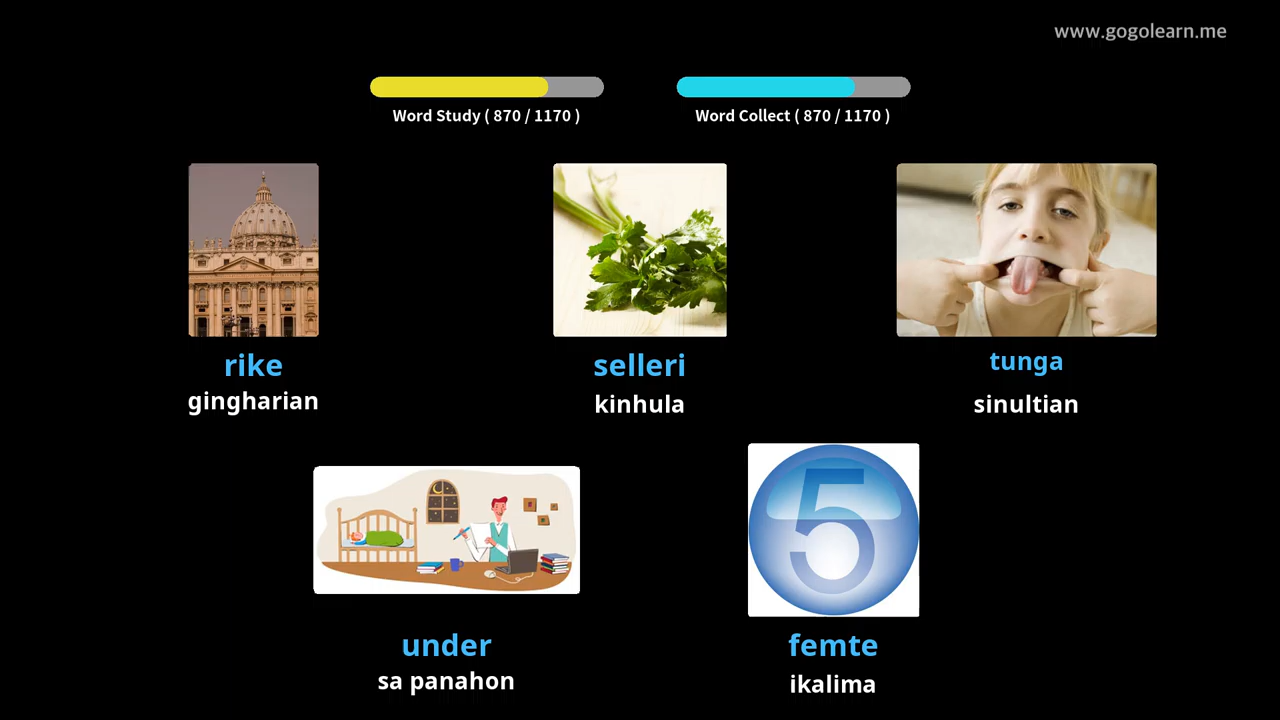 www.gogolearn.me
Word Study ( 870 / 1170 )
Word Collect ( 870 / 1170 )
rike
gingharian
selleri
kinhula
tunga
sinultian
under
sa panahon
5
femte
ikalima